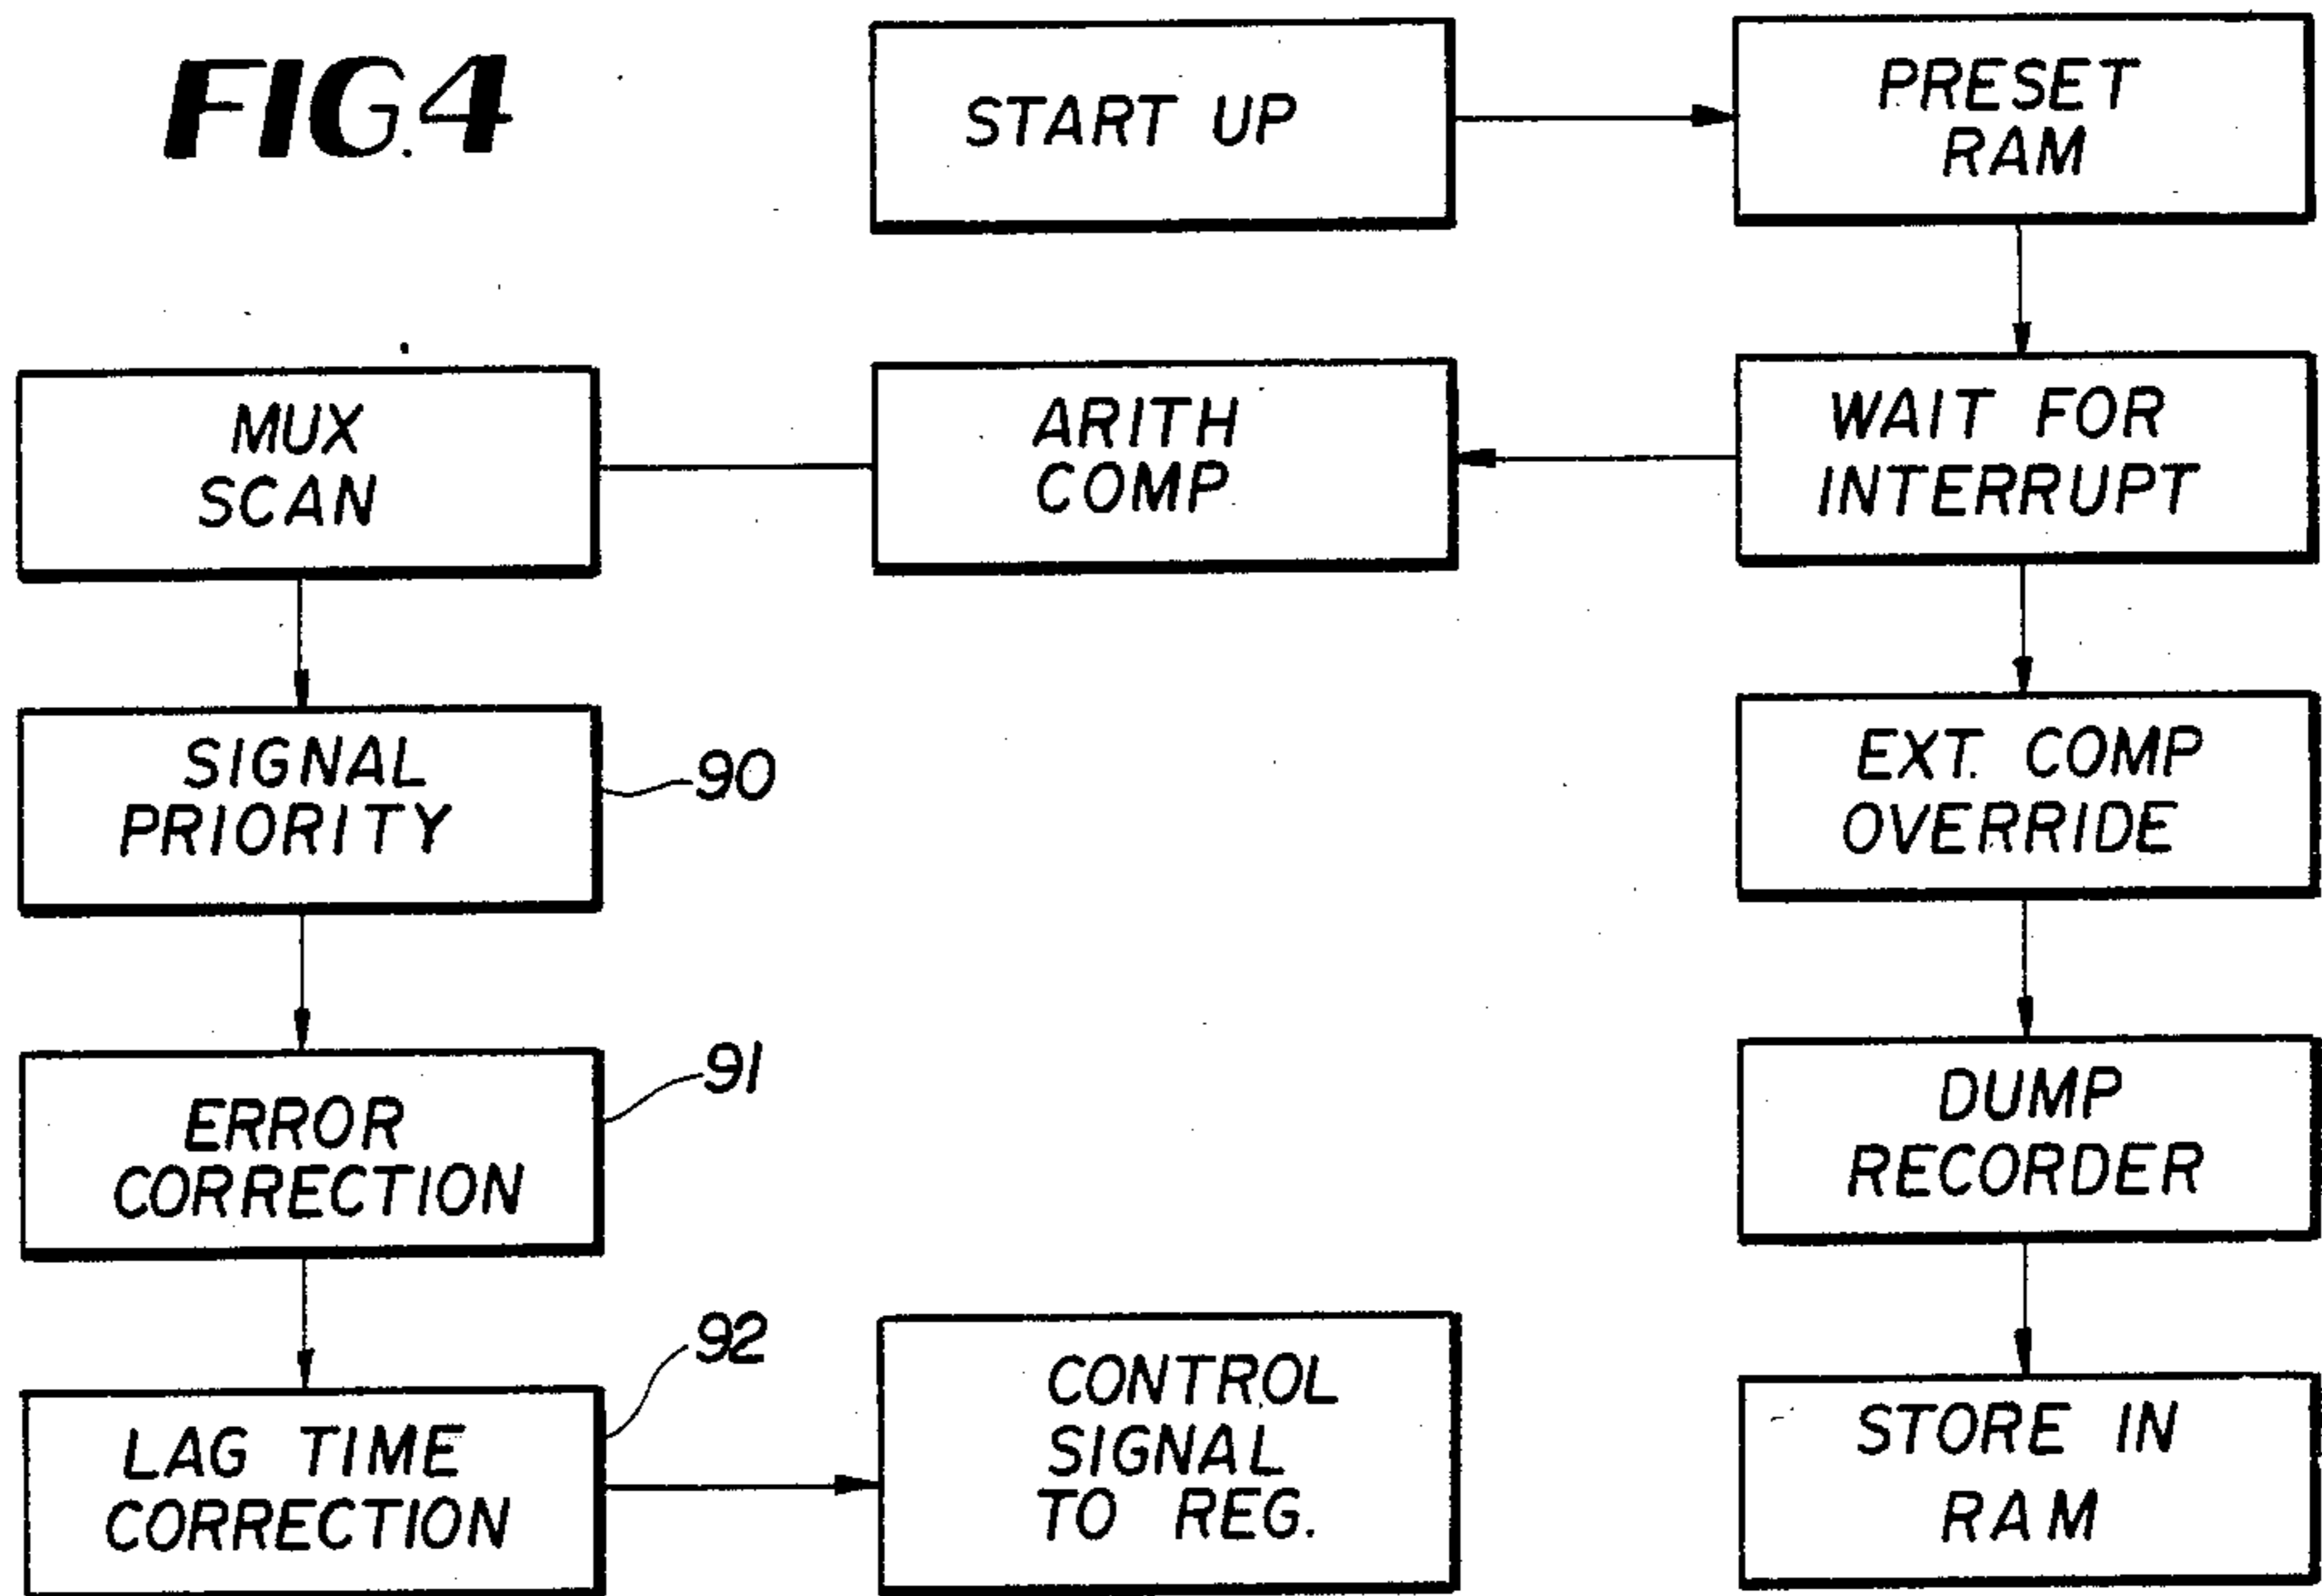 FIG. 4
START UP
PRESET
RAM
MUX
SCAN
ARITH
COMP
WAIT FOR
INTERRUPT
SIGNAL
PRIORITY
90
EXT. COMP
OVERRIDE
ERROR
CORRECTION
91
DUMP
RECORDER
LAG TIME
CORRECTION
92
CONTROL
SIGNAL
TO REG.
STORE IN
RAM